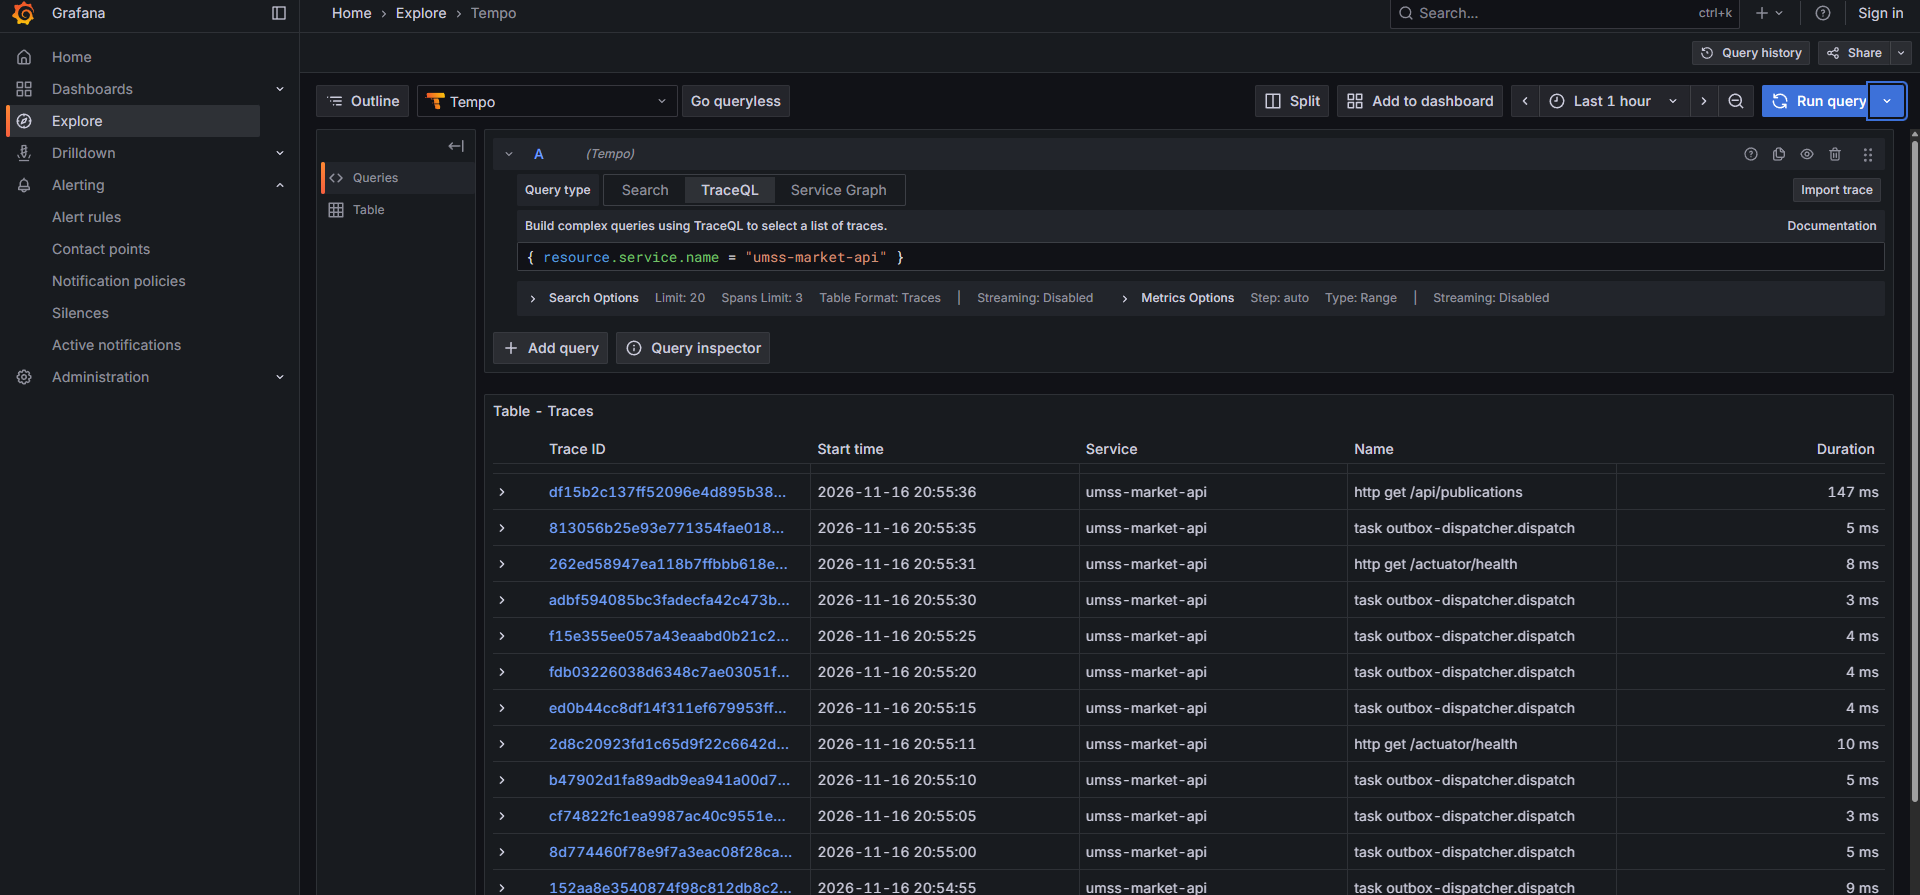 Grafana
Home › Explore › Tempo
Search... ctrl+k
Sign in
Query history
Share
Home
Dashboards
Explore
Drilldown
Alerting
Alert rules
Contact points
Notification policies
Silences
Active notifications
Administration
Outline
Tempo
Go queryless
Split
Add to dashboard
Last 1 hour
Run query
Queries
Table
A (Tempo)
Query type Search TraceQL Service Graph Import trace
Build complex queries using TraceQL to select a list of traces. Documentation
{ resource.service.name = "umss-market-api" }
Search Options Limit: 20 Spans Limit: 3 Table Format: Traces | Streaming: Disabled Metrics Options Step: auto Type: Range | Streaming: Disabled
+ Add query Query inspector
Table - Traces
Trace ID Start time Service Name Duration
df15b2c137ff52096e4d895b38... 2026-11-16 20:55:36 umss-market-api http get /api/publications 147 ms
813056b25e93e771354fae018... 2026-11-16 20:55:35 umss-market-api task outbox-dispatcher.dispatch 5 ms
262ed58947ea118b7ffbbb618e... 2026-11-16 20:55:31 umss-market-api http get /actuator/health 8 ms
adbf594085bc3fadecfa42c473b... 2026-11-16 20:55:30 umss-market-api task outbox-dispatcher.dispatch 3 ms
f15e355ee057a43eaabd0b21c2... 2026-11-16 20:55:25 umss-market-api task outbox-dispatcher.dispatch 4 ms
fdb03226038d6348c7ae03051f... 2026-11-16 20:55:20 umss-market-api task outbox-dispatcher.dispatch 4 ms
ed0b44cc8df14f311ef679953ff... 2026-11-16 20:55:15 umss-market-api task outbox-dispatcher.dispatch 4 ms
2d8c20923fd1c65d9f22c6642d... 2026-11-16 20:55:11 umss-market-api http get /actuator/health 10 ms
b47902d1fa89adb9ea941a00d7... 2026-11-16 20:55:10 umss-market-api task outbox-dispatcher.dispatch 5 ms
cf74822fc1ea9987ac40c9551e... 2026-11-16 20:55:05 umss-market-api task outbox-dispatcher.dispatch 3 ms
8d774460f78e9f7a3eac08f28ca... 2026-11-16 20:55:00 umss-market-api task outbox-dispatcher.dispatch 5 ms
152aa8e3540874f98c812db8c2... 2026-11-16 20:54:55 umss-market-api task outbox-dispatcher.dispatch 9 ms